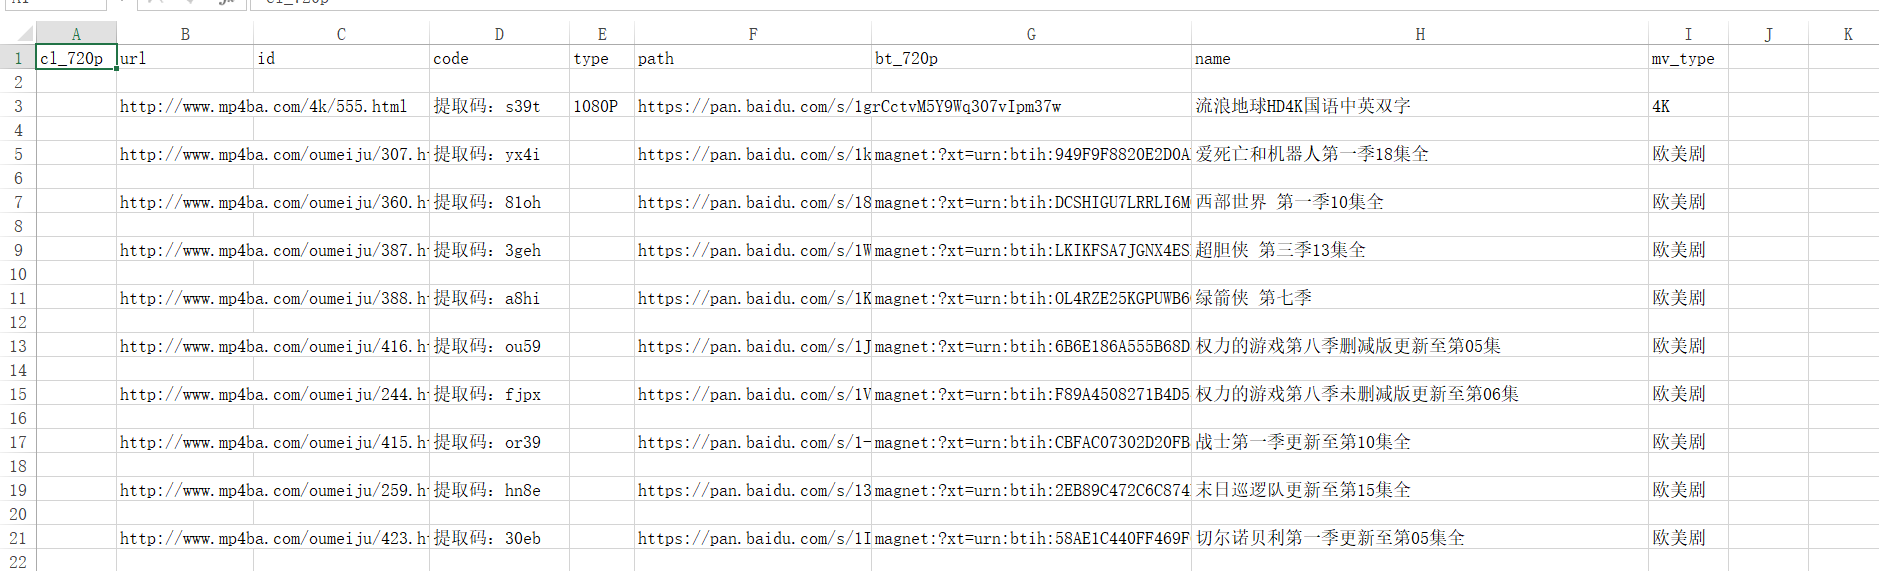 A B C D E F G H I J K
1 cl_720p url id code type path bt_720p name mv_type
2
3 http://www.mp4ba.com/4k/555.html 提取码：s39t 1080P https://pan.baidu.com/s/1grCctvM5Y9Wq3O7vIpm37w 流浪地球HD4K国语中英双字 4K
4
5 http://www.mp4ba.com/oumeiju/307.h 提取码：yx4i https://pan.baidu.com/s/1k magnet:?xt=urn:btih:949F9F8820E2D0A 爱死亡和机器人第一季18集全 欧美剧
6
7 http://www.mp4ba.com/oumeiju/360.h 提取码：81oh https://pan.baidu.com/s/18 magnet:?xt=urn:btih:DCSHIGU7LRRLI6M 西部世界 第一季10集全 欧美剧
8
9 http://www.mp4ba.com/oumeiju/387.h 提取码：3geh https://pan.baidu.com/s/1W magnet:?xt=urn:btih:LKIKFSA7JGNX4ES 超胆侠 第三季13集全 欧美剧
10
11 http://www.mp4ba.com/oumeiju/388.h 提取码：a8hi https://pan.baidu.com/s/1K magnet:?xt=urn:btih:OL4RZE25KGPUWB6 绿箭侠 第七季 欧美剧
12
13 http://www.mp4ba.com/oumeiju/416.h 提取码：ou59 https://pan.baidu.com/s/1J magnet:?xt=urn:btih:6B6E186A555B68D 权力的游戏第八季删减版更新至第05集 欧美剧
14
15 http://www.mp4ba.com/oumeiju/244.h 提取码：fjpx https://pan.baidu.com/s/1V magnet:?xt=urn:btih:F89A4508271B4D5 权力的游戏第八季未删减版更新至第06集 欧美剧
16
17 http://www.mp4ba.com/oumeiju/415.h 提取码：or39 https://pan.baidu.com/s/1- magnet:?xt=urn:btih:CBFAC07302D20FB 战士第一季更新至第10集全 欧美剧
18
19 http://www.mp4ba.com/oumeiju/259.h 提取码：hn8e https://pan.baidu.com/s/13 magnet:?xt=urn:btih:2EB89C472C6C874 末日巡逻队更新至第15集全 欧美剧
20
21 http://www.mp4ba.com/oumeiju/423.h 提取码：30eb https://pan.baidu.com/s/1I magnet:?xt=urn:btih:58AE1C440FF469F 切尔诺贝利第一季更新至第05集全 欧美剧
22